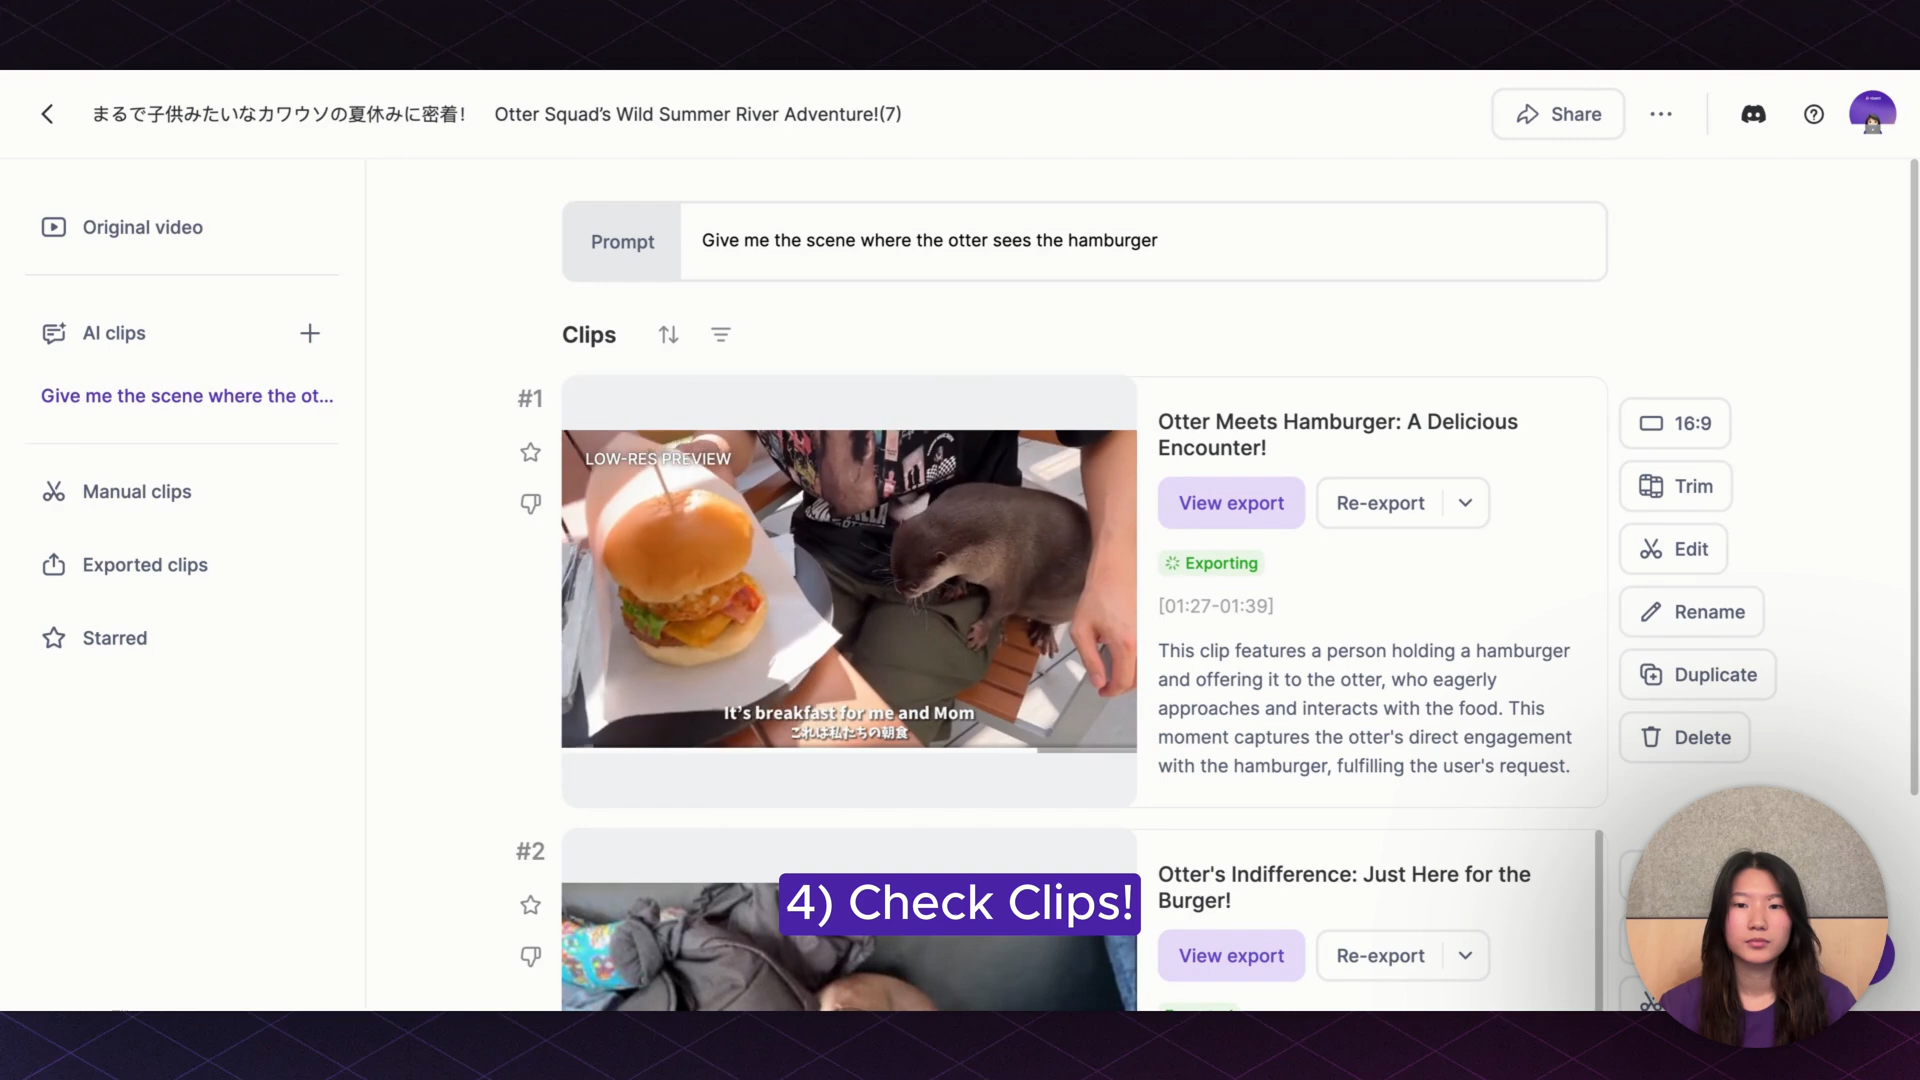 まるで子供みたいなカワウソの夏休みに密着！ Otter Squad's Wild Summer River Adventure!(7)
Share
Original video
AI clips
Give me the scene where the ot...
Manual clips
Exported clips
Starred
Prompt
Give me the scene where the otter sees the hamburger
Clips
#1
LOW-RES PREVIEW
It's breakfast for me and Mom
これは私たちの朝食
Otter Meets Hamburger: A Delicious
Encounter!
View export
Re-export
Exporting
[01:27-01:39]
This clip features a person holding a hamburger
and offering it to the otter, who eagerly
approaches and interacts with the food. This
moment captures the otter's direct engagement
with the hamburger, fulfilling the user's request.
16:9
Trim
Edit
Rename
Duplicate
Delete
#2
4) Check Clips!
Otter's Indifference: Just Here for the
Burger!
View export
Re-export